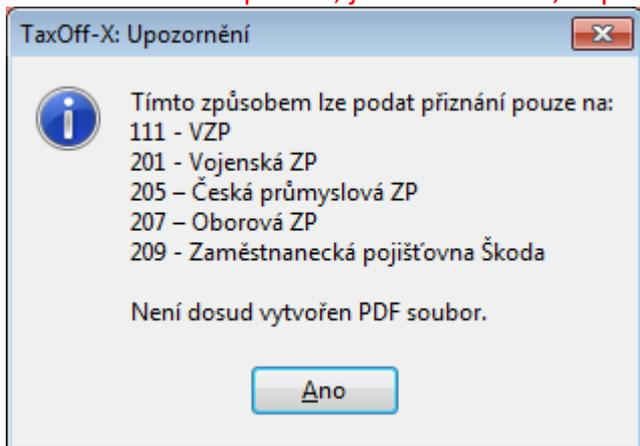 TaxOff-X: Upozornění
Tímto způsobem lze podat přiznání pouze na:
111 - VZP
201 - Vojenská ZP
205 – Česká průmyslová ZP
207 – Oborová ZP
209 - Zaměstnanecká pojišťovna Škoda
Není dosud vytvořen PDF soubor.
Ano